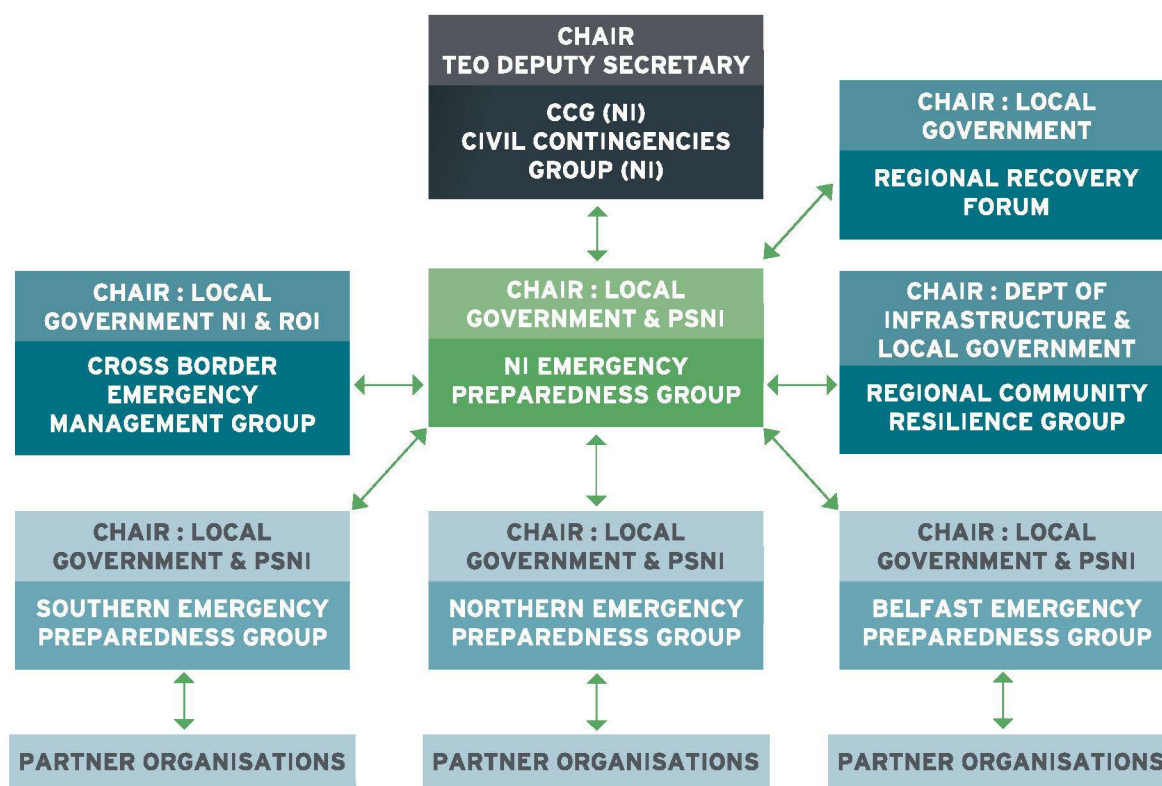 CHAIR
TEO DEPUTY SECRETARY
CCG (NI)
CIVIL CONTINGENCIES
GROUP (NI)
CHAIR : LOCAL
GOVERNMENT
REGIONAL RECOVERY
FORUM
CHAIR : LOCAL
GOVERNMENT NI & ROI
CROSS BORDER
EMERGENCY
MANAGEMENT GROUP
CHAIR : LOCAL
GOVERNMENT & PSNI
NI EMERGENCY
PREPAREDNESS GROUP
CHAIR : DEPT OF
INFRASTRUCTURE &
LOCAL GOVERNMENT
REGIONAL COMMUNITY
RESILIENCE GROUP
CHAIR : LOCAL
GOVERNMENT & PSNI
SOUTHERN EMERGENCY
PREPAREDNESS GROUP
CHAIR : LOCAL
GOVERNMENT & PSNI
NORTHERN EMERGENCY
PREPAREDNESS GROUP
CHAIR : LOCAL
GOVERNMENT & PSNI
BELFAST EMERGENCY
PREPAREDNESS GROUP
PARTNER ORGANISATIONS
PARTNER ORGANISATIONS
PARTNER ORGANISATIONS